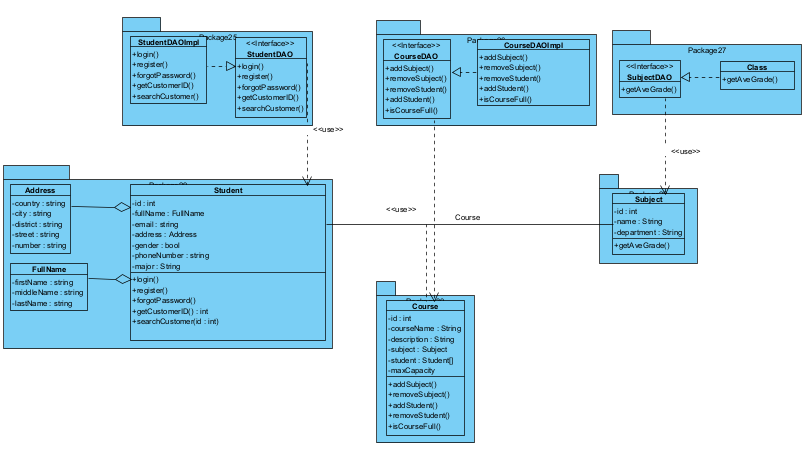 Package25
StudentDAOImpl
+login()
+register()
+forgotPassword()
+getCustomerID()
+searchCustomer()
<<Interface>>
StudentDAO
+login()
+register()
+forgotPassword()
+getCustomerID()
+searchCustomer()
<<Interface>>
CourseDAO
+addSubject()
+removeSubject()
+removeStudent()
+addStudent()
+isCourseFull()
CourseDAOImpl
+addSubject()
+removeSubject()
+removeStudent()
+addStudent()
+isCourseFull()
Package27
<<Interface>>
SubjectDAO
+getAveGrade()
Class
+getAveGrade()
<<use>>
<<use>>
<<use>>
Course
Address
-country : string
-city : string
-district : string
-street : string
-number : string
FullName
-firstName : string
-middleName : string
-lastName : string
Student
-id : int
-fullName : FullName
-email : string
-address : Address
-gender : bool
-phoneNumber : string
-major : String
+login()
+register()
+forgotPassword()
+getCustomerID() : int
+searchCustomer(id : int)
Subject
-id : int
-name : String
-department : String
+getAveGrade()
Course
-id : int
-courseName : String
-description : String
-subject : Subject
-student : Student[]
-maxCapacity
+addSubject()
+removeSubject()
+addStudent()
+removeStudent()
+isCourseFull()